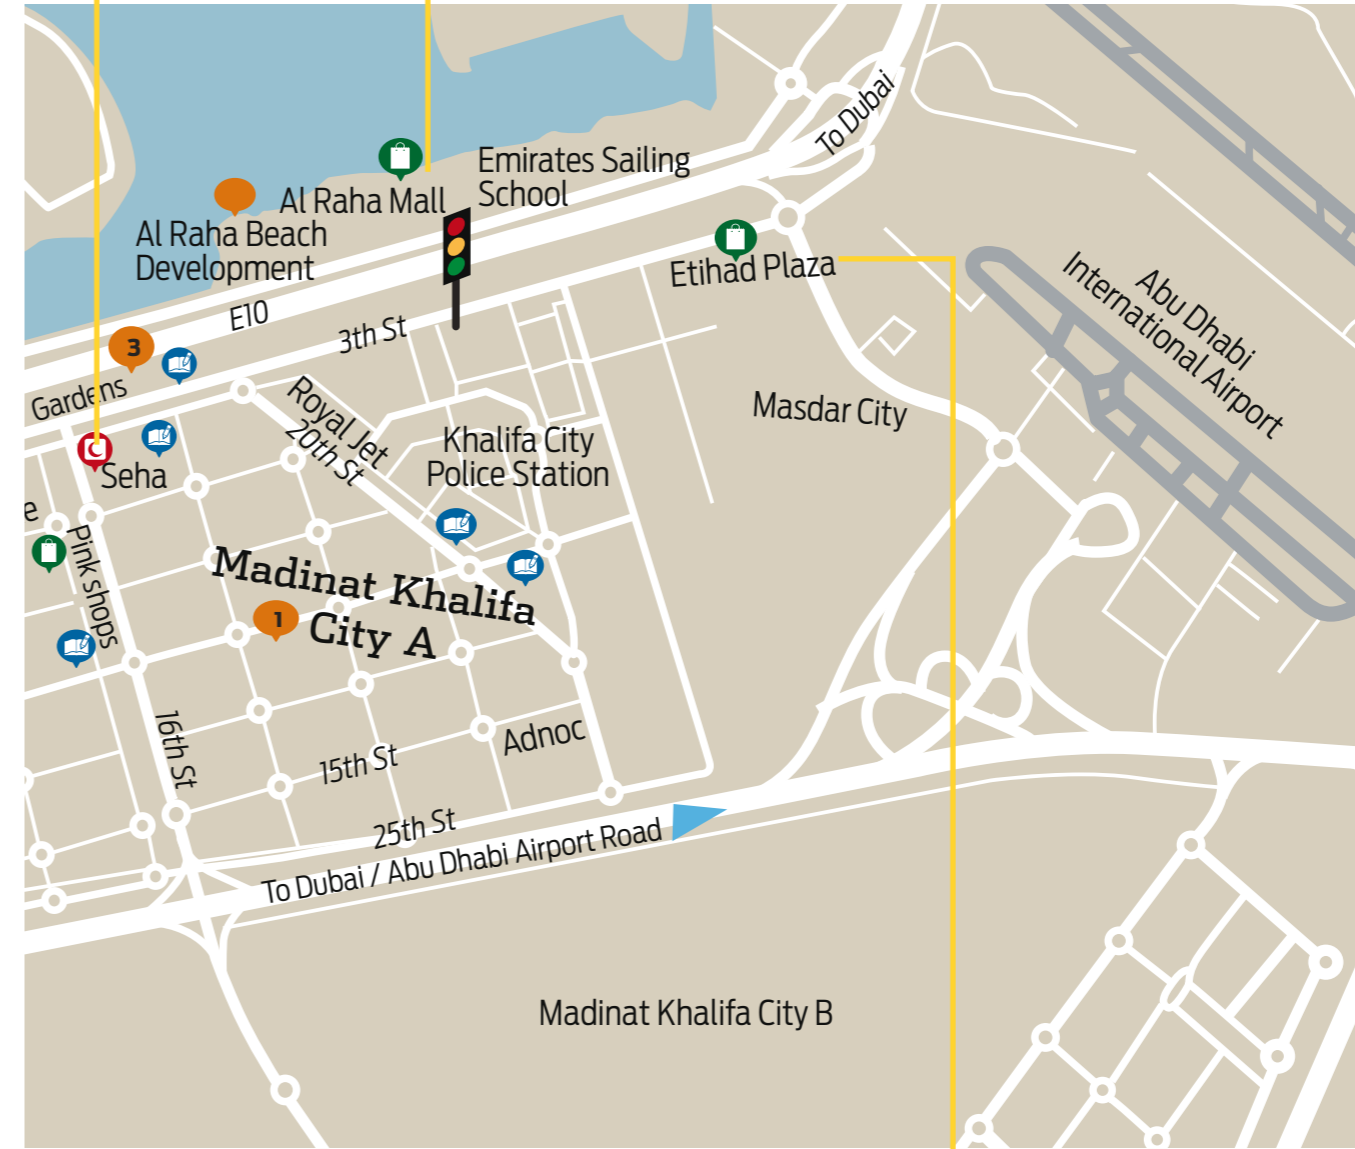 To Dubai
Emirates Sailing
School
Al Raha Mall
Al Raha Beach
Development
Etihad Plaza
Abu Dhabi
International Airport
E10
3th St
3
Gardens
Royal Jet
20th St
Masdar City
Khalifa City
Police Station
Seha
e
Pink shops
Madinat Khalifa
City A
1
16th St
15th St
Adnoc
25th St
To Dubai / Abu Dhabi Airport Road
Madinat Khalifa City B